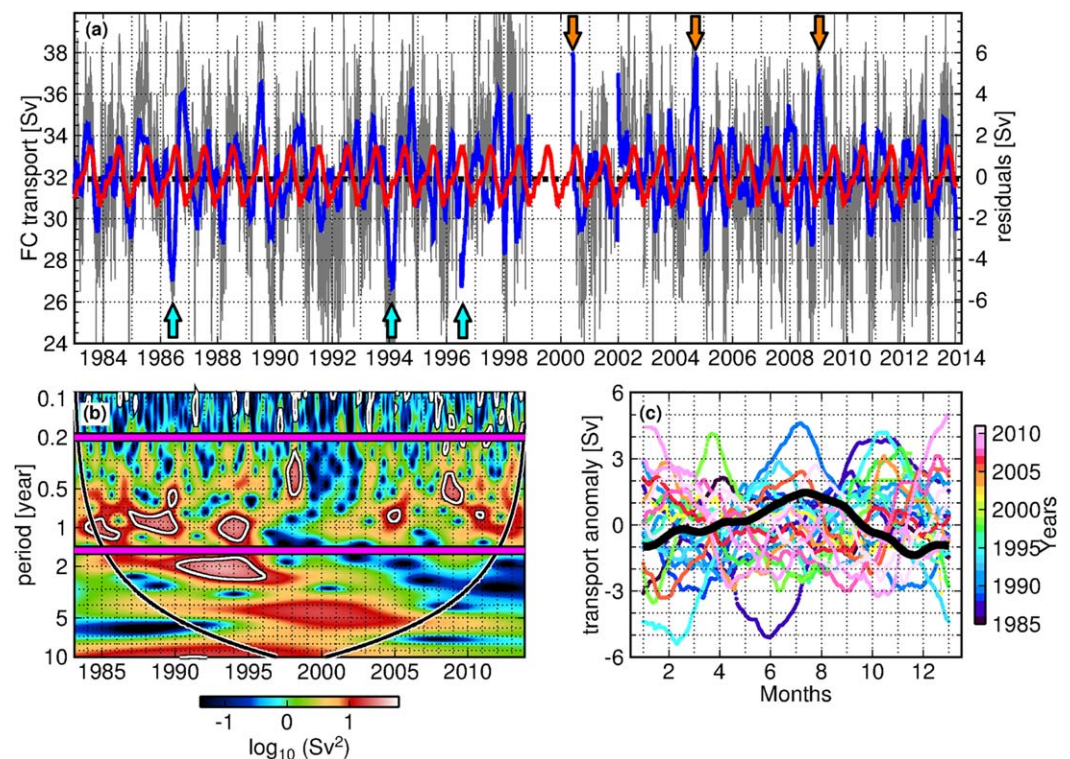 (a)
FC transport [Sv]
38
36
34
32
30
28
26
24
6
4
2
0
-2
-4
-6
residuals [Sv]
1984 1986 1988 1990 1992 1994 1996 1998 2000 2002 2004 2006 2008 2010 2012 2014
(b)
period [year]
0.1
0.2
0.5
1
2
5
10
1985 1990 1995 2000 2005 2010
-1 0 1
log₁₀ (Sv²)
(c)
transport anomaly [Sv]
6
3
0
-3
-6
2 4 6 8 10 12
Months
2010
2005
2000
1995
1990
1985
Years